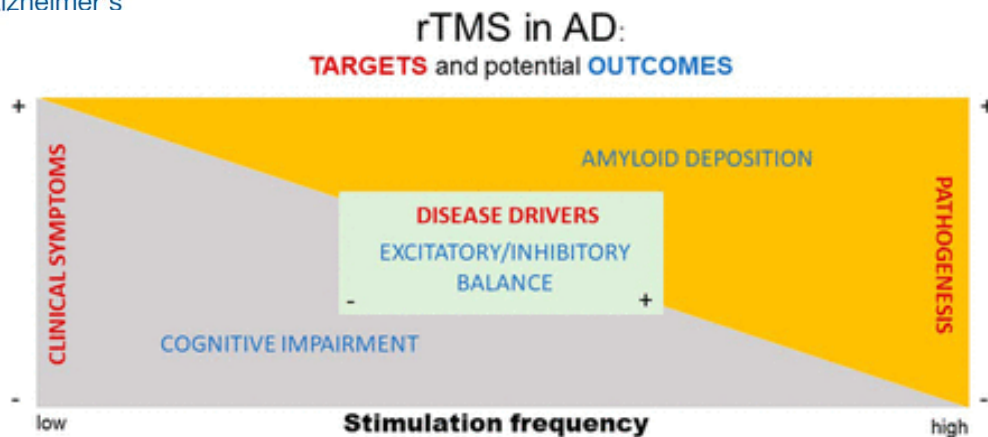 rTMS in AD:
TARGETS and potential OUTCOMES
+
+
CLINICAL SYMPTOMS
AMYLOID DEPOSITION
PATHOGENESIS
DISEASE DRIVERS
EXCITATORY/INHIBITORY
BALANCE
-
+
COGNITIVE IMPAIRMENT
-
-
low
Stimulation frequency
high